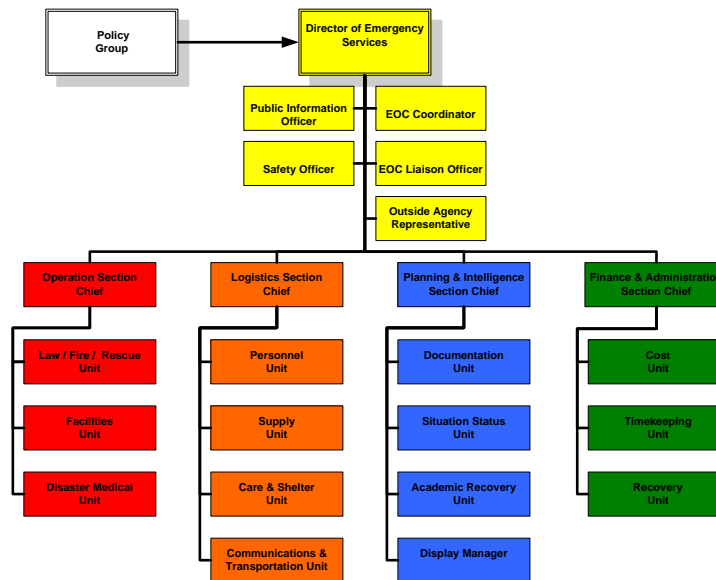 Policy
Group
Director of Emergency
Services
Public Information
Officer
EOC Coordinator
Safety Officer
EOC Liaison Officer
Outside Agency
Representative
Operation Section
Chief
Logistics Section
Chief
Planning & Intelligence
Section Chief
Finance & Administration
Section Chief
Law / Fire / Rescue
Unit
Personnel
Unit
Documentation
Unit
Cost
Unit
Facilities
Unit
Supply
Unit
Situation Status
Unit
Timekeeping
Unit
Disaster Medical
Unit
Care & Shelter
Unit
Academic Recovery
Unit
Recovery
Unit
Communications &
Transportation Unit
Display Manager